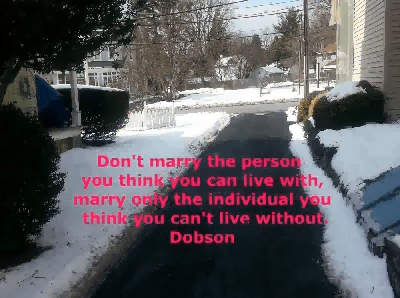 Don't marry the person
you think you can live with,
marry only the individual you
think you can't live without.
Dobson